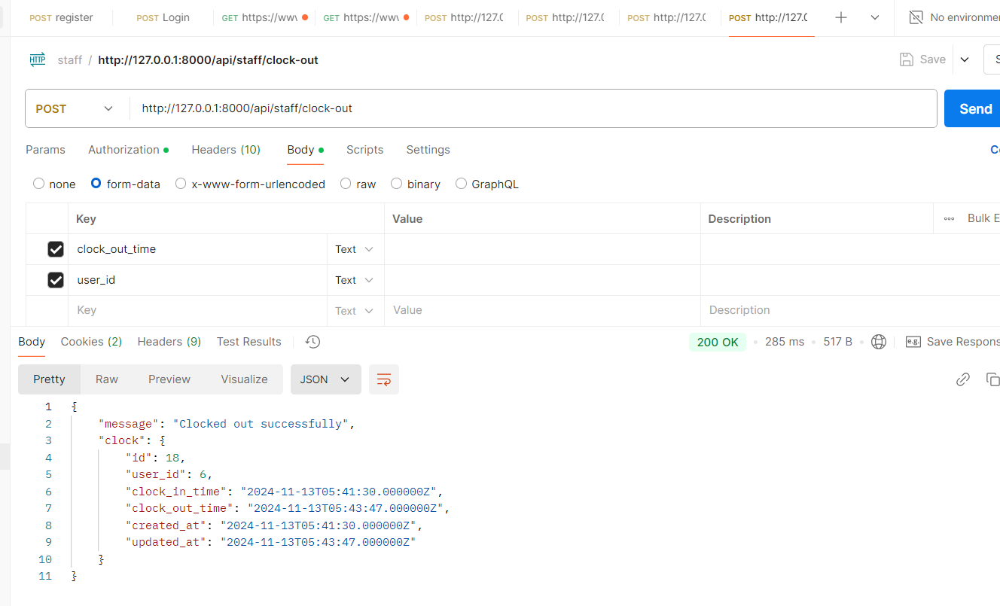 POST register POST Login GET https://ww GET https://ww POST http://127.0 POST http://127.0 POST http://127.0 POST http://127.0 No environme
HTTP staff / http://127.0.0.1:8000/api/staff/clock-out Save S
POST http://127.0.0.1:8000/api/staff/clock-out Send
Params Authorization Headers (10) Body Scripts Settings Co
none form-data x-www-form-urlencoded raw binary GraphQL
Key Value Description Bulk E
clock_out_time Text
user_id Text
Key Text Value Description
Body Cookies (2) Headers (9) Test Results 200 OK 285 ms 517 B e.g. Save Respons
Pretty Raw Preview Visualize JSON
1 {
2 "message": "Clocked out successfully",
3 "clock": {
4 "id": 18,
5 "user_id": 6,
6 "clock_in_time": "2024-11-13T05:41:30.000000Z",
7 "clock_out_time": "2024-11-13T05:43:47.000000Z",
8 "created_at": "2024-11-13T05:41:30.000000Z",
9 "updated_at": "2024-11-13T05:43:47.000000Z"
10 }
11 }